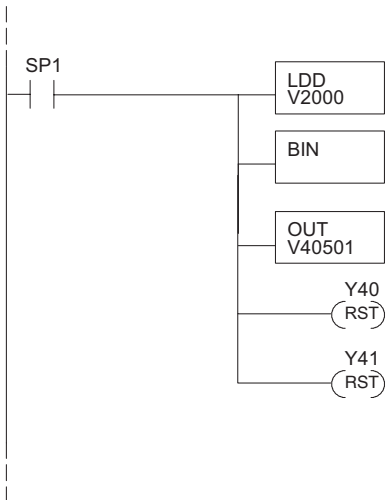 SP1
LDD
V2000
BIN
OUT
V40501
Y40
RST
Y41
RST